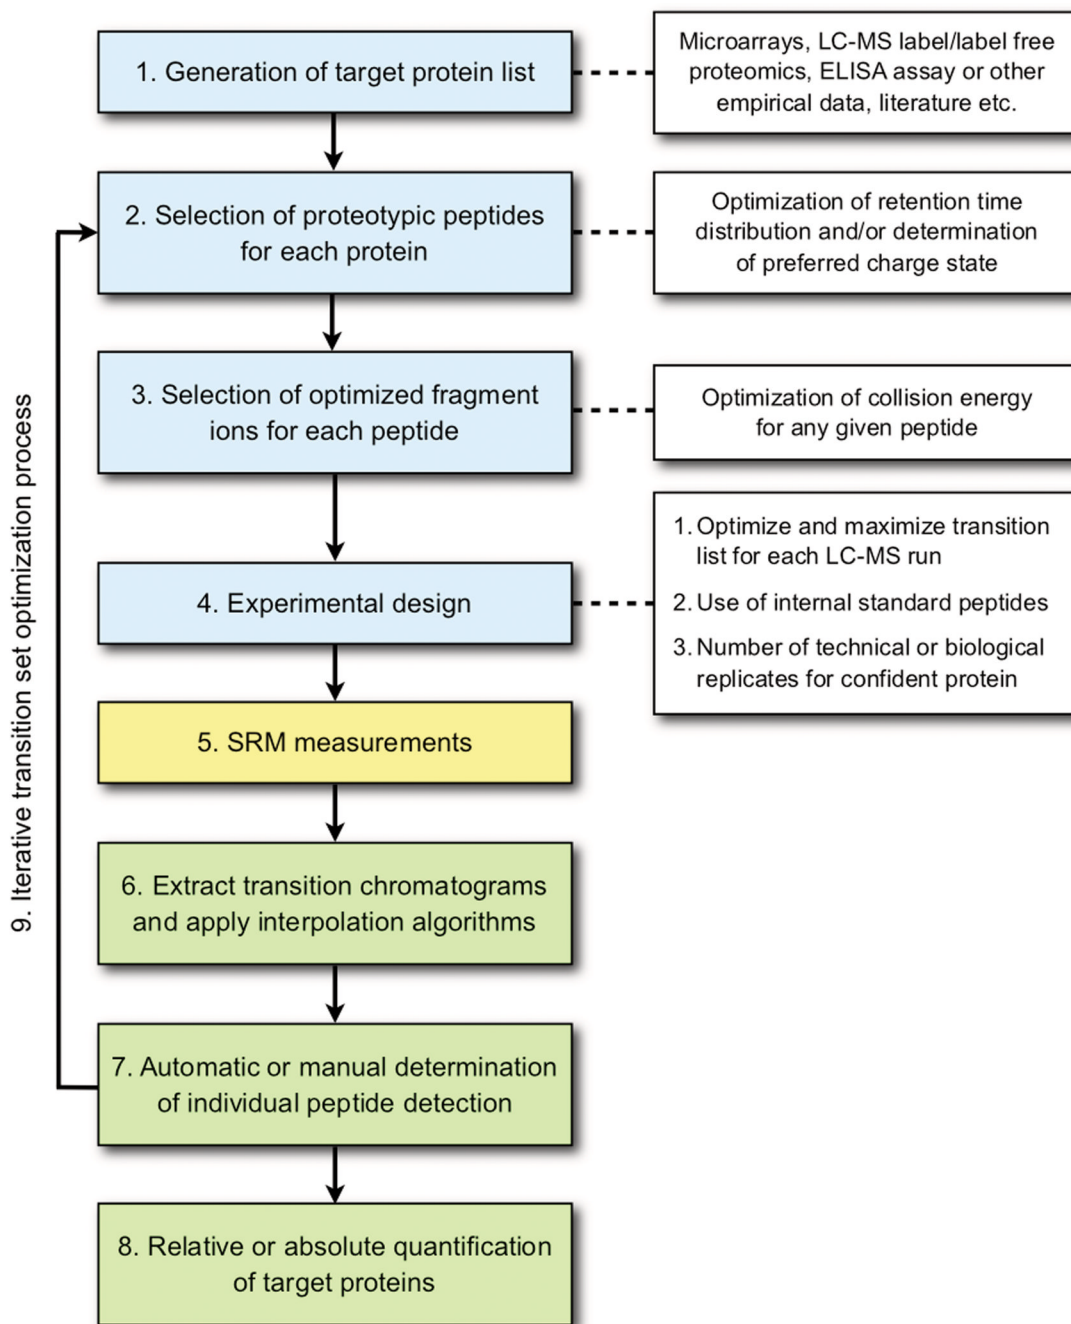 1. Generation of target protein list
Microarrays, LC-MS label/label free
proteomics, ELISA assay or other
empirical data, literature etc.
2. Selection of proteotypic peptides
for each protein
Optimization of retention time
distribution and/or determination
of preferred charge state
3. Selection of optimized fragment
ions for each peptide
Optimization of collision energy
for any given peptide
4. Experimental design
1. Optimize and maximize transition
list for each LC-MS run
2. Use of internal standard peptides
3. Number of technical or biological
replicates for confident protein
5. SRM measurements
6. Extract transition chromatograms
and apply interpolation algorithms
7. Automatic or manual determination
of individual peptide detection
8. Relative or absolute quantification
of target proteins
9. Iterative transition set optimization process